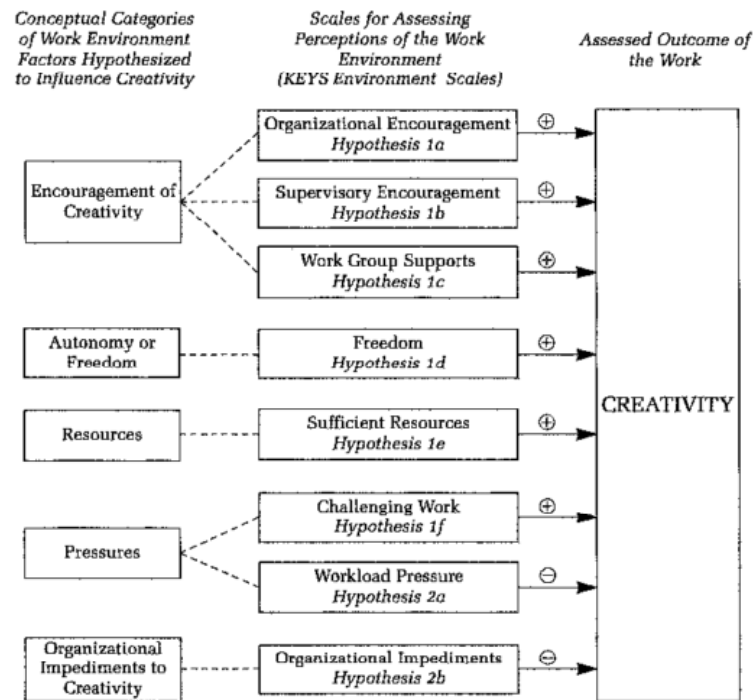 Conceptual Categories
of Work Environment
Factors Hypothesized
to Influence Creativity
Scales for Assessing
Perceptions of the Work
Environment
(KEYS Environment Scales)
Assessed Outcome of
the Work
Encouragement of
Creativity
Organizational Encouragement
Hypothesis 1a
⊕
Supervisory Encouragement
Hypothesis 1b
⊕
Work Group Supports
Hypothesis 1c
⊕
Autonomy or
Freedom
Freedom
Hypothesis 1d
⊕
Resources
Sufficient Resources
Hypothesis 1e
⊕
Pressures
Challenging Work
Hypothesis 1f
⊕
Workload Pressure
Hypothesis 2a
⊖
Organizational
Impediments to
Creativity
Organizational Impediments
Hypothesis 2b
⊖
CREATIVITY